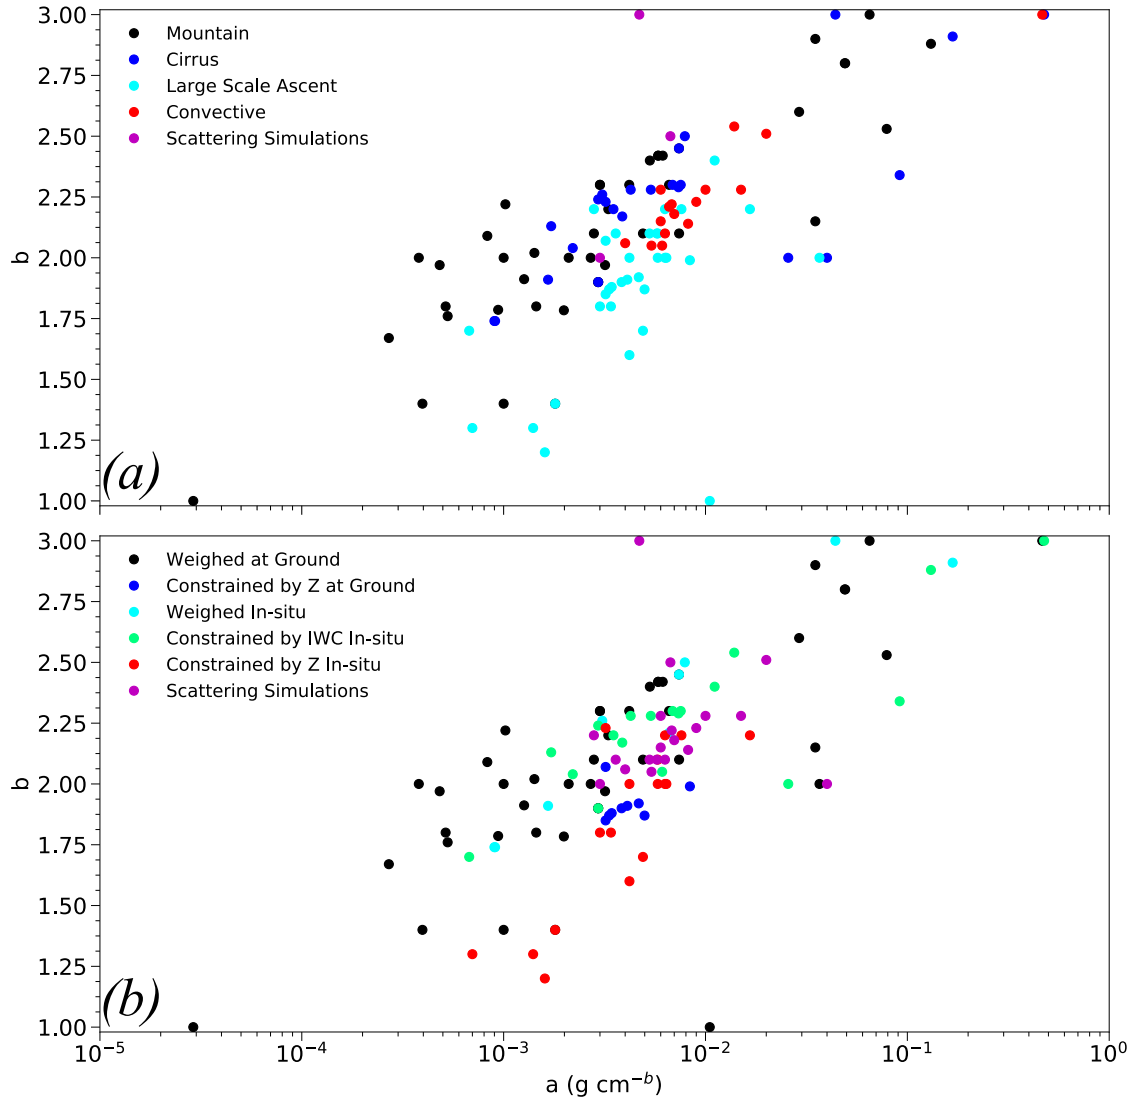 3.00
Mountain
Cirrus
2.75
Large Scale Ascent
Convective
2.50
Scattering Simulations
2.25
b
2.00
1.75
1.50
1.25
(a)
1.00
3.00
Weighed at Ground
Constrained by Z at Ground
2.75
Weighed In-situ
Constrained by IWC In-situ
2.50
Constrained by Z In-situ
Scattering Simulations
2.25
b
2.00
1.75
1.50
1.25
(b)
1.00
10⁻⁵ 10⁻⁴ 10⁻³ 10⁻² 10⁻¹ 10⁰
a (g cm⁻ᵇ)